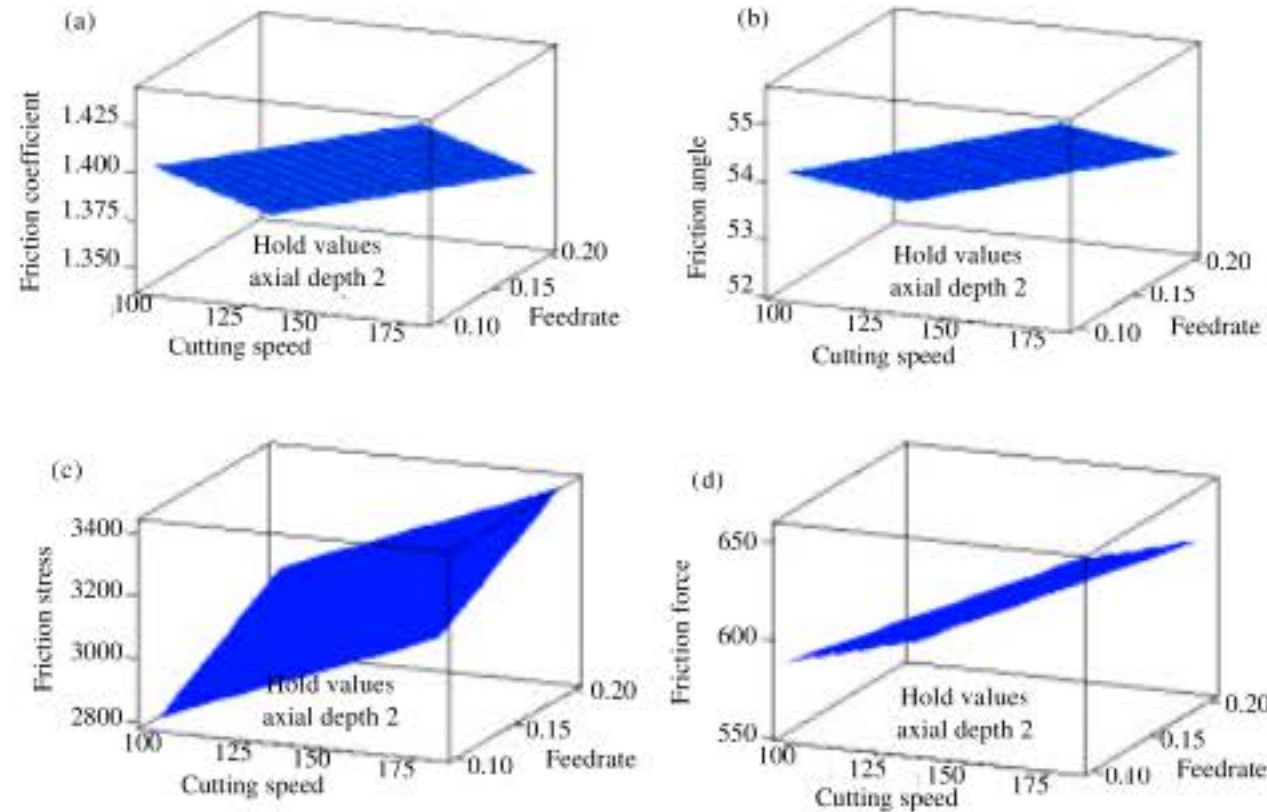 (a)
Friction coefficient
1.425
1.400
1.375
1.350
100
125
150
175
Cutting speed
0.10
0.15
0.20
Feedrate
Hold values
axial depth 2
(b)
Friction angle
55
54
53
52
100
125
150
175
Cutting speed
0.10
0.15
0.20
Feedrate
Hold values
axial depth 2
(c)
Friction stress
3400
3200
3000
2800
100
125
150
175
Cutting speed
0.10
0.15
0.20
Feedrate
Hold values
axial depth 2
(d)
Friction force
650
600
550
100
125
150
175
Cutting speed
0.10
0.15
0.20
Feedrate
Hold values
axial depth 2